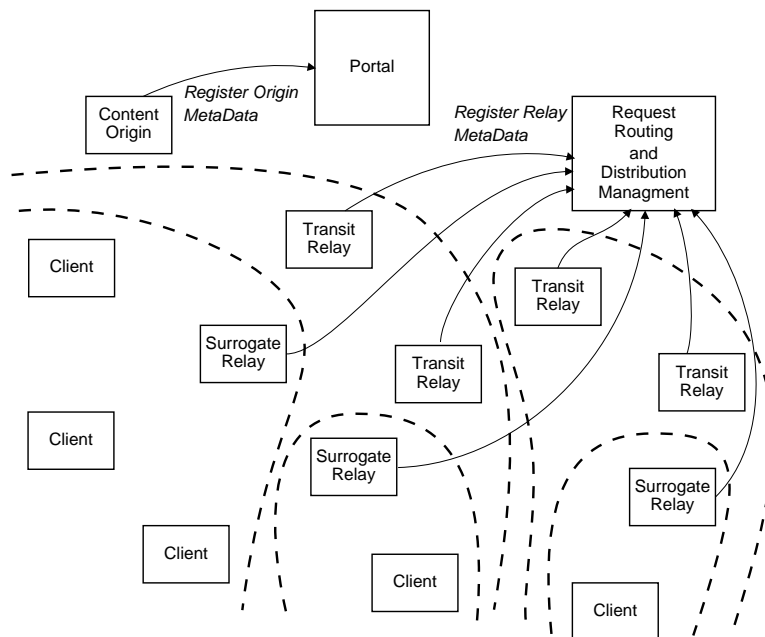 Portal
Content
Origin
Register Origin
MetaData
Register Relay
MetaData
Request
Routing
and
Distribution
Managment
Transit
Relay
Client
Transit
Relay
Surrogate
Relay
Transit
Relay
Transit
Relay
Client
Surrogate
Relay
Surrogate
Relay
Client
Client
Client